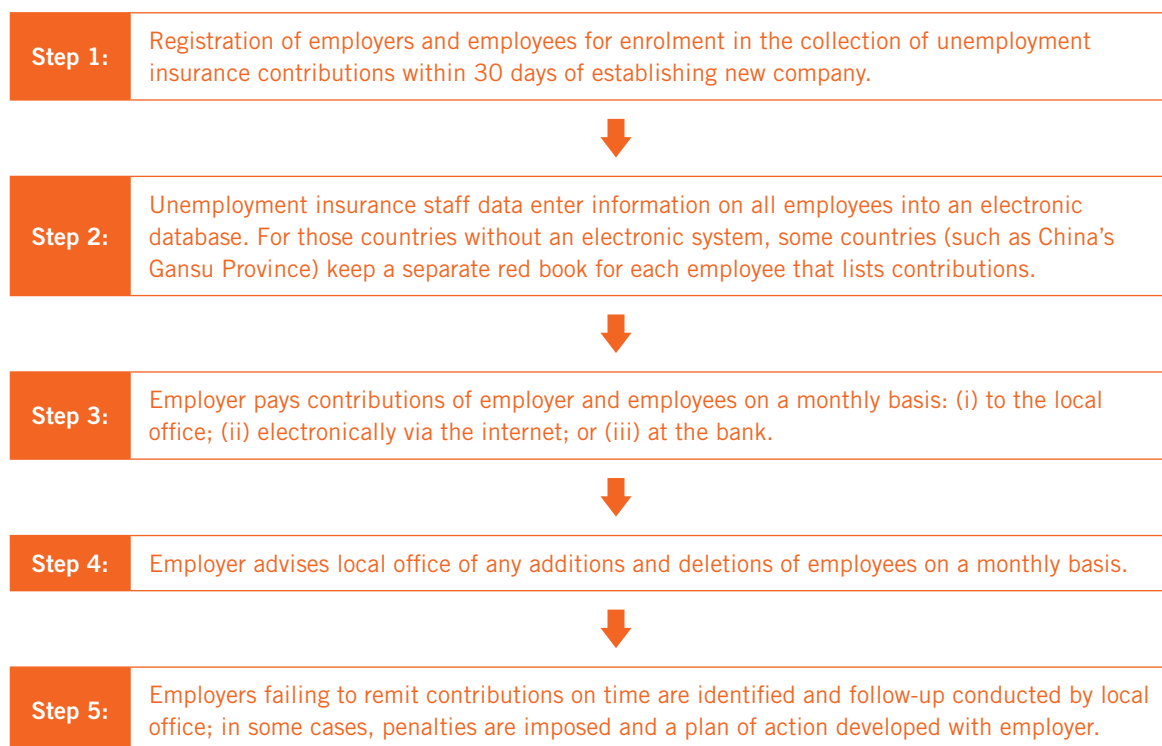 Step 1:
Registration of employers and employees for enrolment in the collection of unemployment
insurance contributions within 30 days of establishing new company.
Step 2:
Unemployment insurance staff data enter information on all employees into an electronic
database. For those countries without an electronic system, some countries (such as China’s
Gansu Province) keep a separate red book for each employee that lists contributions.
Step 3:
Employer pays contributions of employer and employees on a monthly basis: (i) to the local
office; (ii) electronically via the internet; or (iii) at the bank.
Step 4:
Employer advises local office of any additions and deletions of employees on a monthly basis.
Step 5:
Employers failing to remit contributions on time are identified and follow-up conducted by local
office; in some cases, penalties are imposed and a plan of action developed with employer.